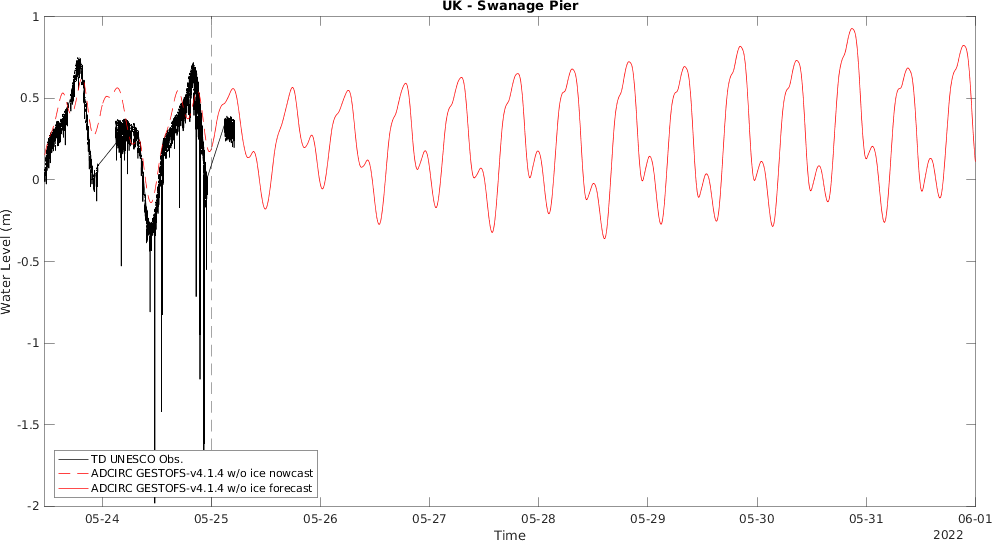 UK - Swanage Pier
1
0.5
0
-0.5
-1
-1.5
-2
Water Level (m)
TD UNESCO Obs.
ADCIRC GESTOFS-v4.1.4 w/o ice nowcast
ADCIRC GESTOFS-v4.1.4 w/o ice forecast
05-24 05-25 05-26 05-27 05-28 05-29 05-30 05-31 06-01
Time
2022